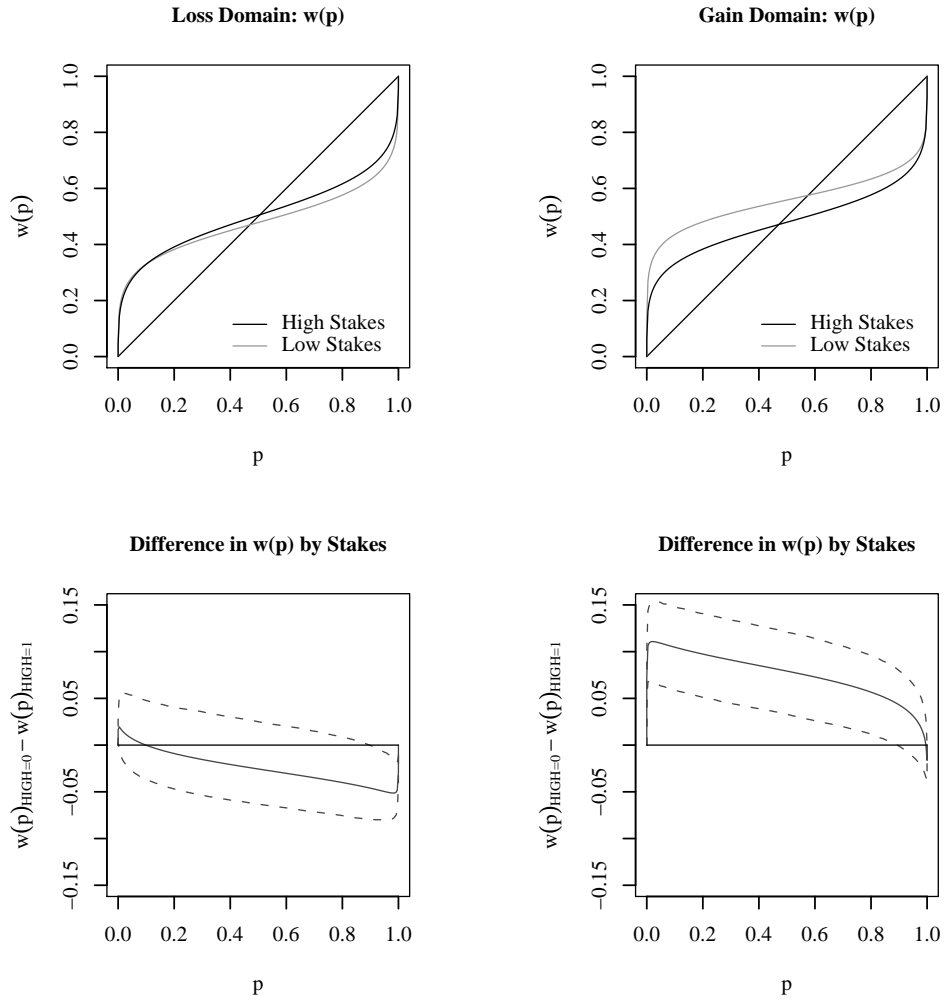 Loss Domain: w(p)
w(p)
1.0
0.8
0.6
0.4
0.2
0.0
High Stakes
Low Stakes
0.0 0.2 0.4 0.6 0.8 1.0
p
Gain Domain: w(p)
w(p)
1.0
0.8
0.6
0.4
0.2
0.0
High Stakes
Low Stakes
0.0 0.2 0.4 0.6 0.8 1.0
p
Difference in w(p) by Stakes
w(p)HIGH=0 − w(p)HIGH=1
0.15
0.05
−0.05
−0.15
0.0 0.2 0.4 0.6 0.8 1.0
p
Difference in w(p) by Stakes
w(p)HIGH=0 − w(p)HIGH=1
0.15
0.05
−0.05
−0.15
0.0 0.2 0.4 0.6 0.8 1.0
p